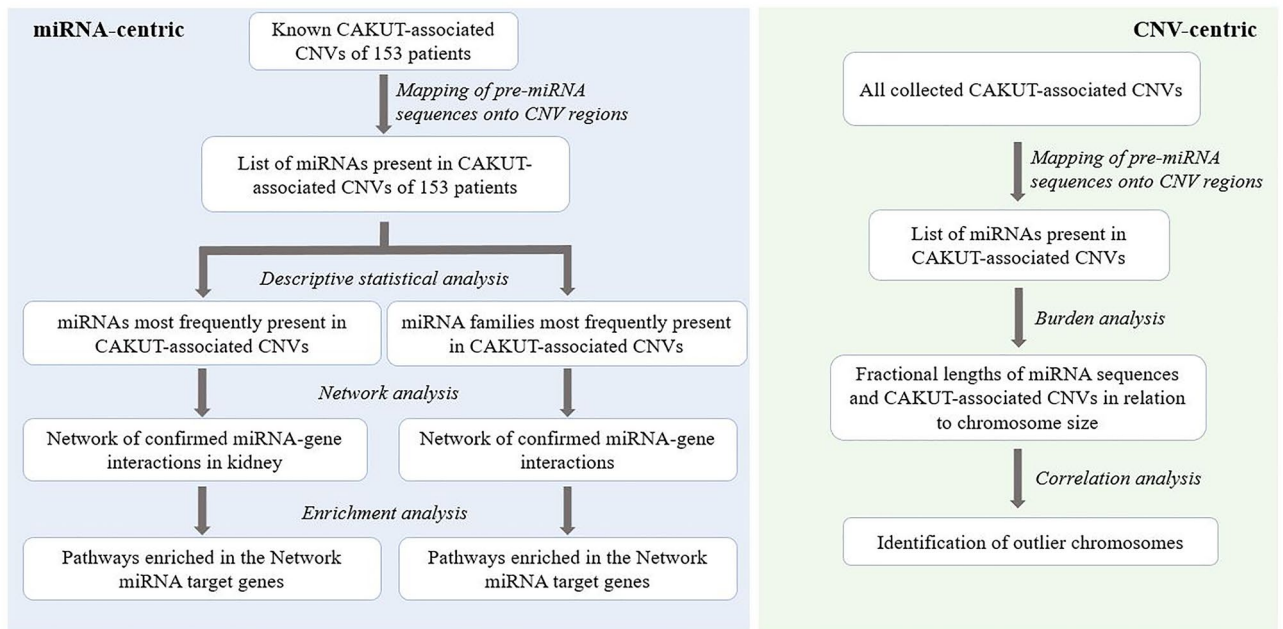 miRNA-centric
Known CAKUT-associated
CNVs of 153 patients
Mapping of pre-miRNA
sequences onto CNV regions
List of miRNAs present in CAKUT-
associated CNVs of 153 patients
Descriptive statistical analysis
miRNAs most frequently present in
CAKUT-associated CNVs
miRNA families most frequently present
in CAKUT-associated CNVs
Network analysis
Network of confirmed miRNA-gene
interactions in kidney
Network of confirmed miRNA-gene
interactions
Enrichment analysis
Pathways enriched in the Network
miRNA target genes
Pathways enriched in the Network
miRNA target genes
CNV-centric
All collected CAKUT-associated CNVs
Mapping of pre-miRNA
sequences onto CNV regions
List of miRNAs present in
CAKUT-associated CNVs
Burden analysis
Fractional lengths of miRNA sequences
and CAKUT-associated CNVs in relation
to chromosome size
Correlation analysis
Identification of outlier chromosomes